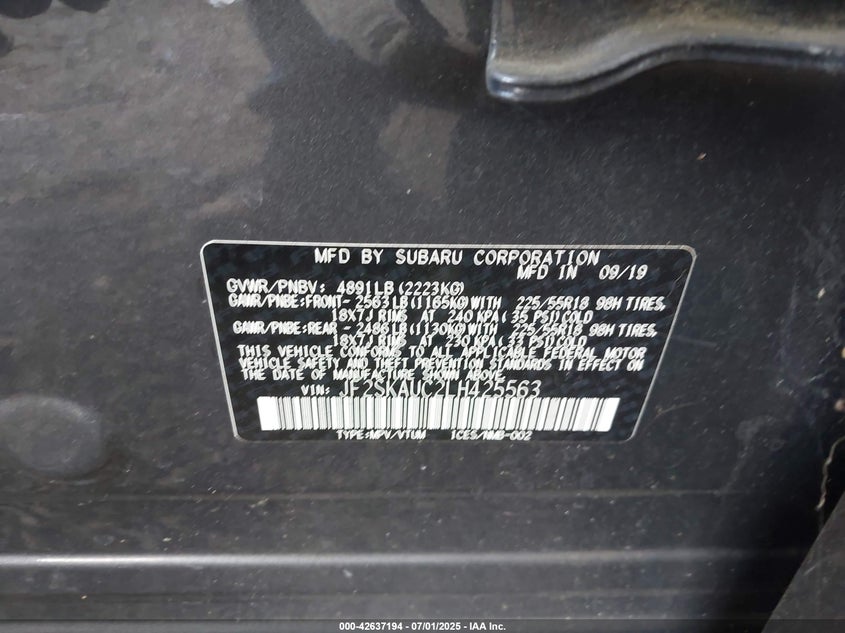 MFD BY SUBARU CORPORATION
MFD IN 09/19
GVWR/PNBV: 4891LB(2223KG)
GAWR/PNBE:FRONT- 2563LB(1165KG)WITH 225/55R18 98H TIRES,
18X7J RIMS AT 240 KPA( 35 PSI)COLD
GAWR/PNBE:REAR - 2486LB(1130KG)WITH 225/55R18 98H TIRES,
18X7J RIMS AT 230 KPA( 33 PSI)COLD
THIS VEHICLE CONFORMS TO ALL APPLICABLE FEDERAL MOTOR
VEHICLE SAFETY AND THEFT PREVENTION STANDARDS IN EFFECT ON
THE DATE OF MANUFACTURE SHOWN ABOVE.
VIN: JF2SKAUC2LH425563
TYPE:MPV/VTUM ICES/NMB-002
000-42637194 - 07/01/2025 - IAA Inc.